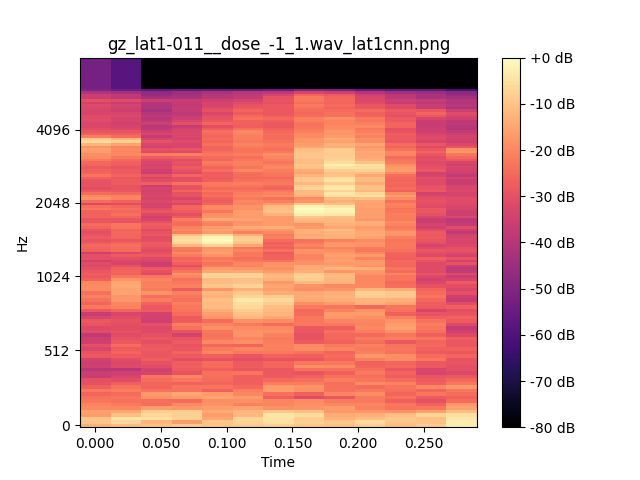 gz_lat1-011__dose_-1_1.wav_lat1cnn.png
Hz
4096
2048
1024
512
0
0.000 0.050 0.100 0.150 0.200 0.250
Time
+0 dB
-10 dB
-20 dB
-30 dB
-40 dB
-50 dB
-60 dB
-70 dB
-80 dB